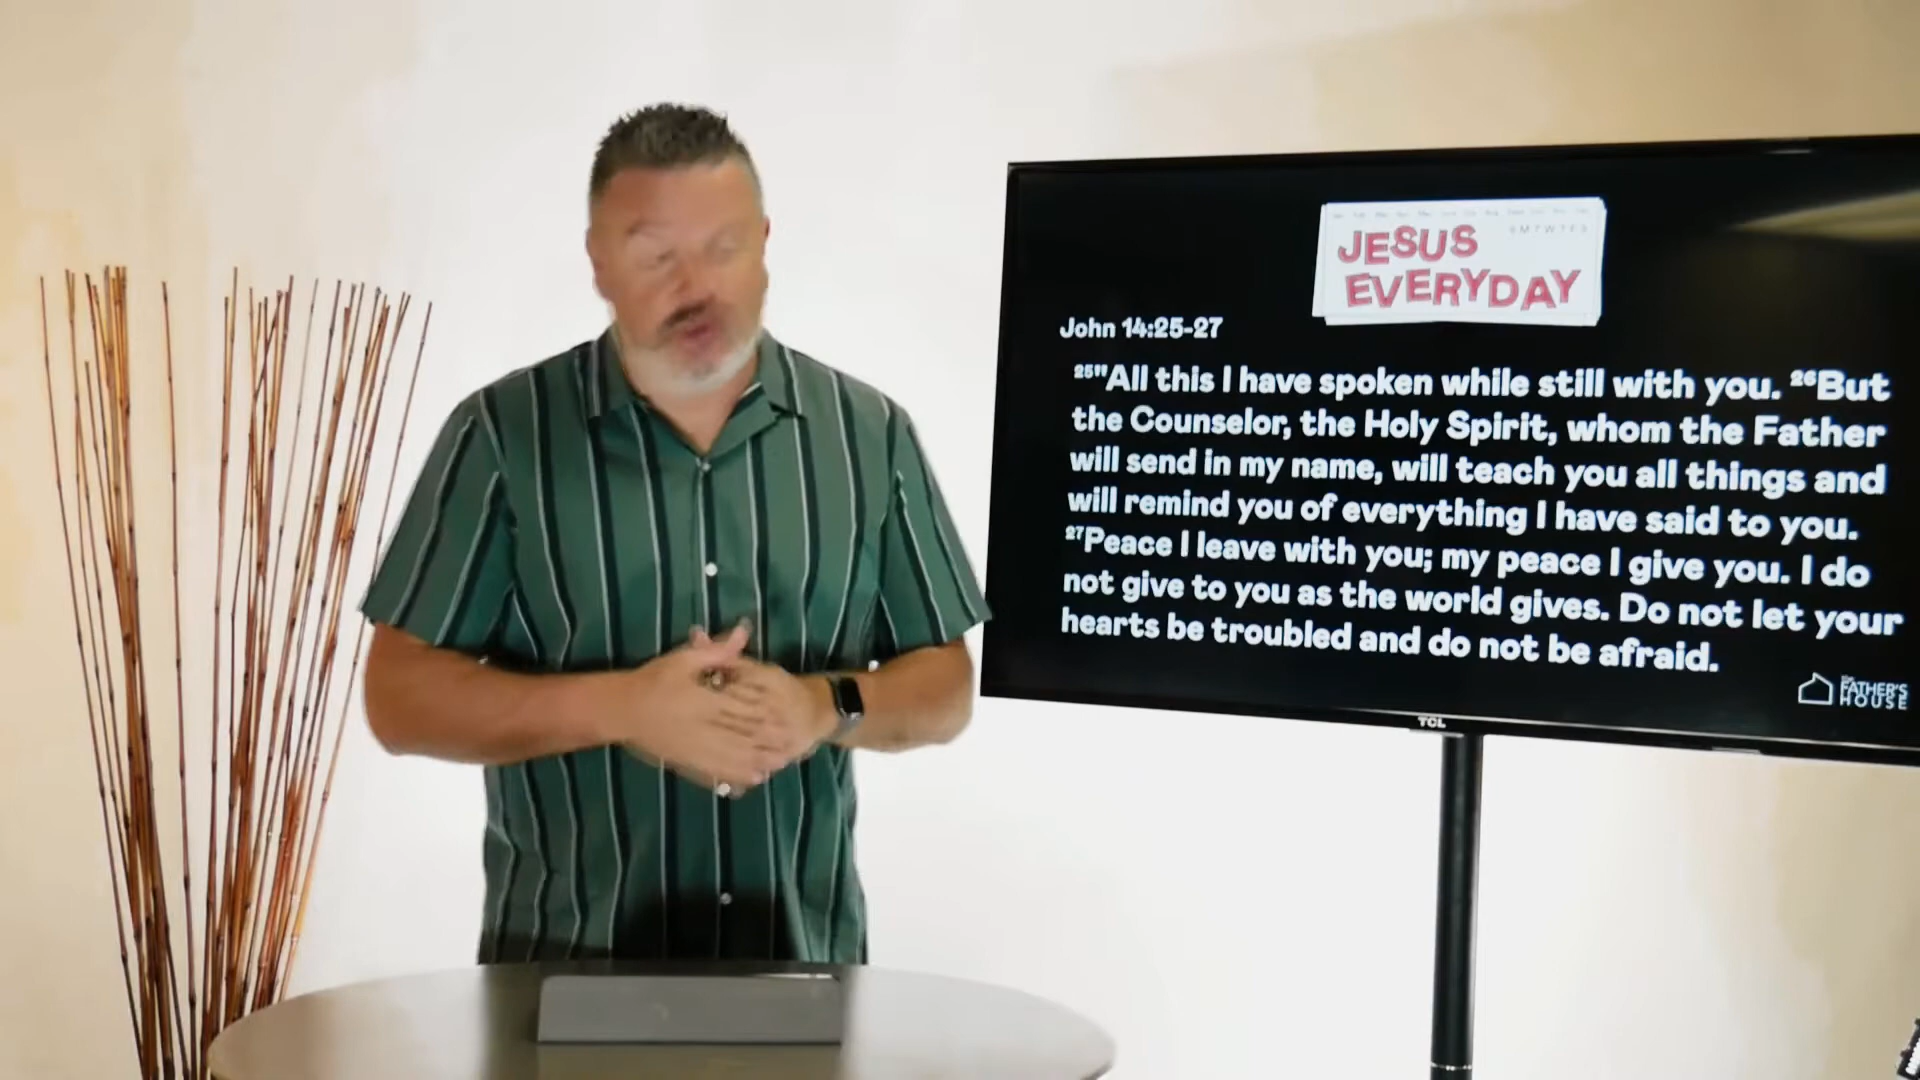 S M T W T F S
JESUS
EVERYDAY
John 14:25-27
25"All this I have spoken while still with you. 26But
the Counselor, the Holy Spirit, whom the Father
will send in my name, will teach you all things and
will remind you of everything I have said to you.
27Peace I leave with you; my peace I give you. I do
not give to you as the world gives. Do not let your
hearts be troubled and do not be afraid.
THE
FATHER'S
HOUSE
TCL